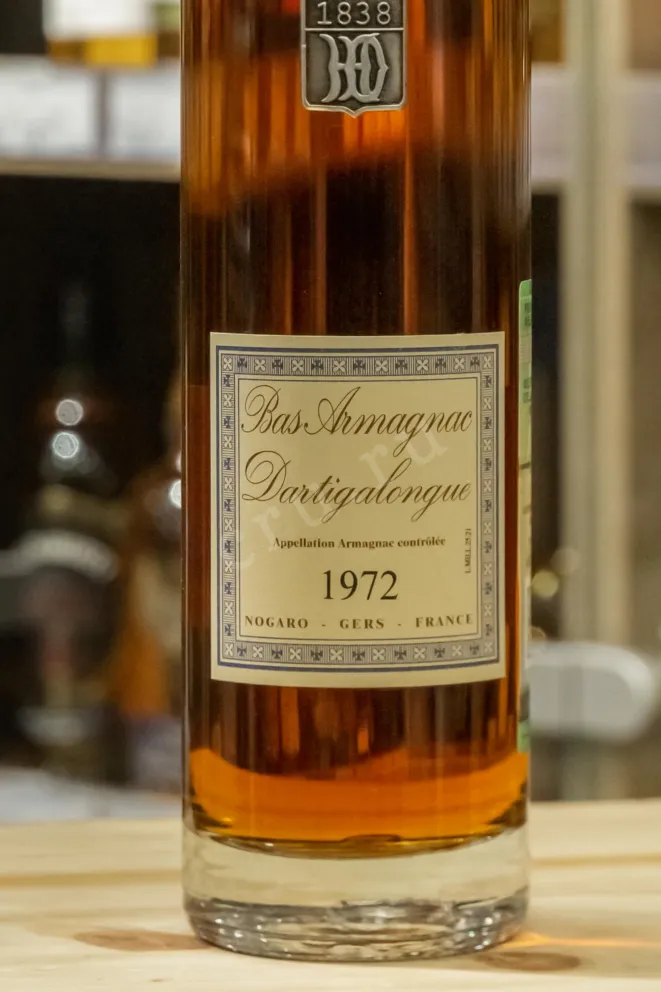 1838
Bas Armagnac
Dartigalongue
Appellation Armagnac contrôlée
1972
NOGARO - GERS - FRANCE